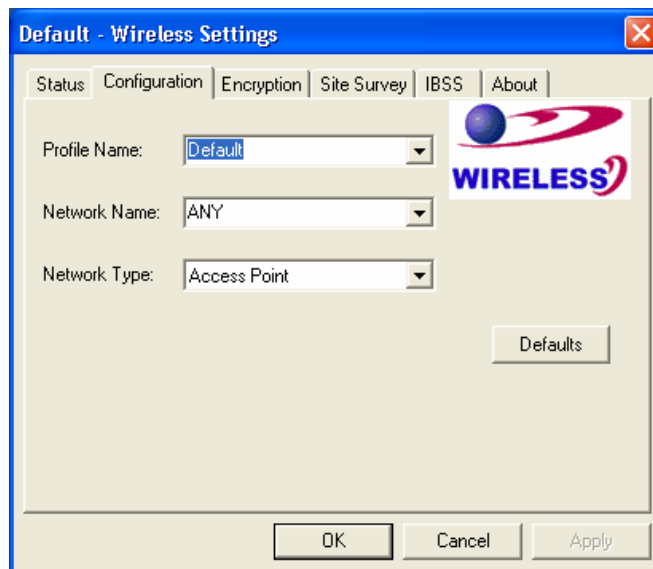 Default - Wireless Settings
Status Configuration Encryption Site Survey IBSS About
Profile Name: Default
WIRELESS
Network Name: ANY
Network Type: Access Point
Defaults
OK Cancel Apply